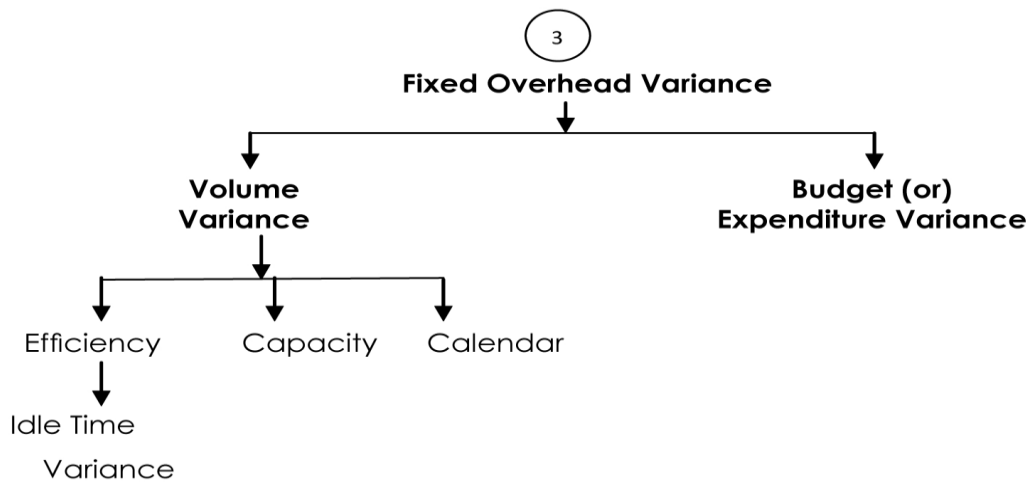 3
Fixed Overhead Variance
Volume
Variance
Budget (or)
Expenditure Variance
Efficiency
Capacity
Calendar
Idle Time
Variance